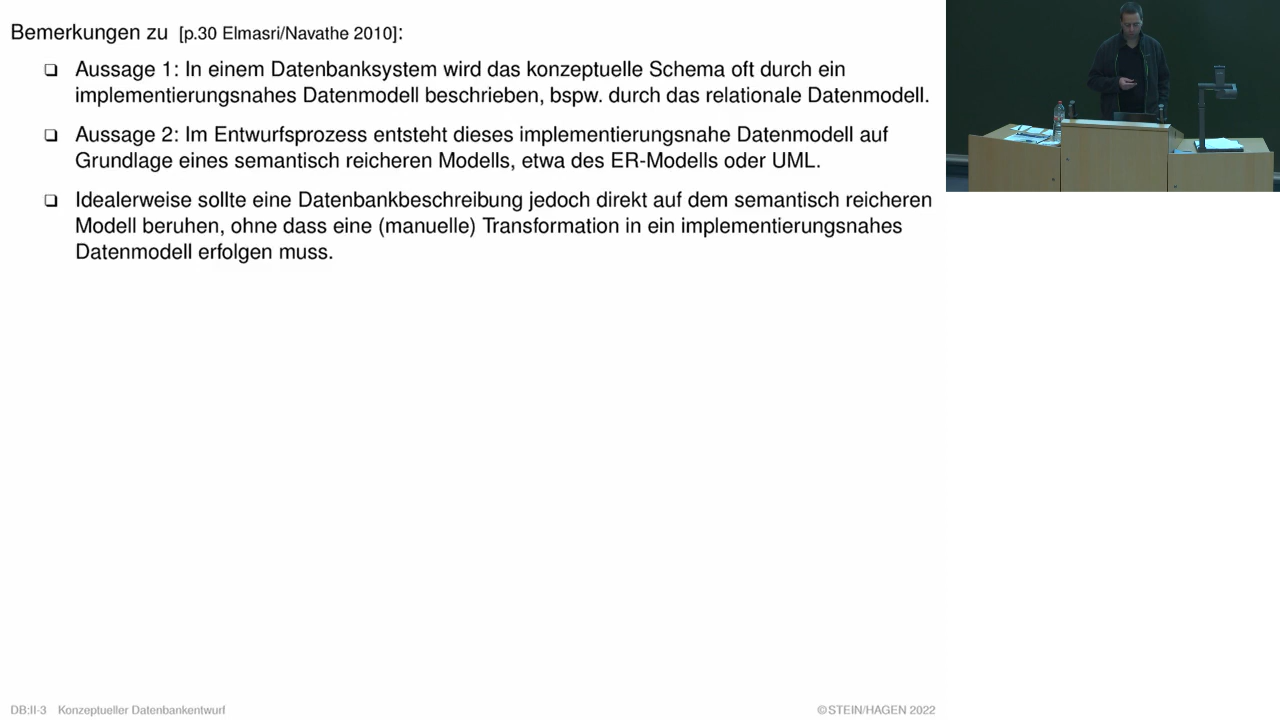 Bemerkungen zu [p.30 Elmasri/Navathe 2010]:
❏ Aussage 1: In einem Datenbanksystem wird das konzeptuelle Schema oft durch ein
implementierungsnahes Datenmodell beschrieben, bspw. durch das relationale Datenmodell.
❏ Aussage 2: Im Entwurfsprozess entsteht dieses implementierungsnahe Datenmodell auf
Grundlage eines semantisch reicheren Modells, etwa des ER-Modells oder UML.
❏ Idealerweise sollte eine Datenbankbeschreibung jedoch direkt auf dem semantisch reicheren
Modell beruhen, ohne dass eine (manuelle) Transformation in ein implementierungsnahes
Datenmodell erfolgen muss.
DB:II-3 Konzeptueller Datenbankentwurf ©STEIN/HAGEN 2022